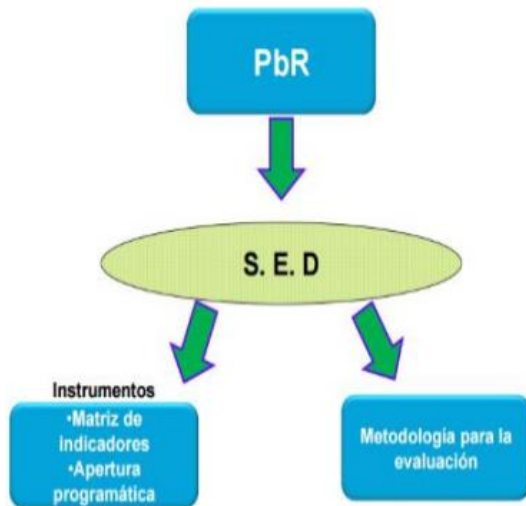 PbR
S. E. D
Instrumentos
•Matriz de
indicadores
•Apertura
programática
Metodología para la
evaluación